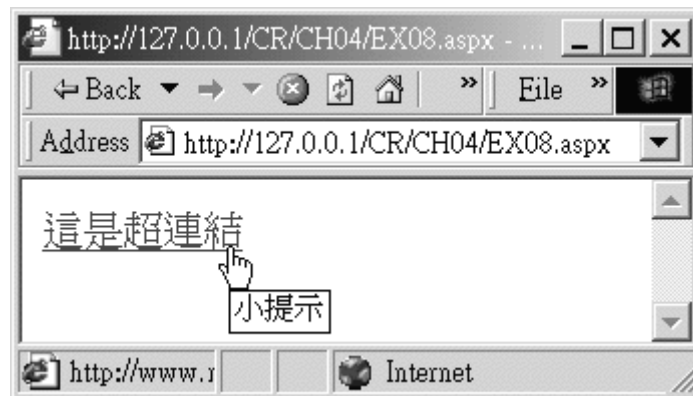 http://127.0.0.1/CR/CH04/EX08.aspx - ...
Back » File »
Address http://127.0.0.1/CR/CH04/EX08.aspx
這是超連結
小提示
http://www.r Internet